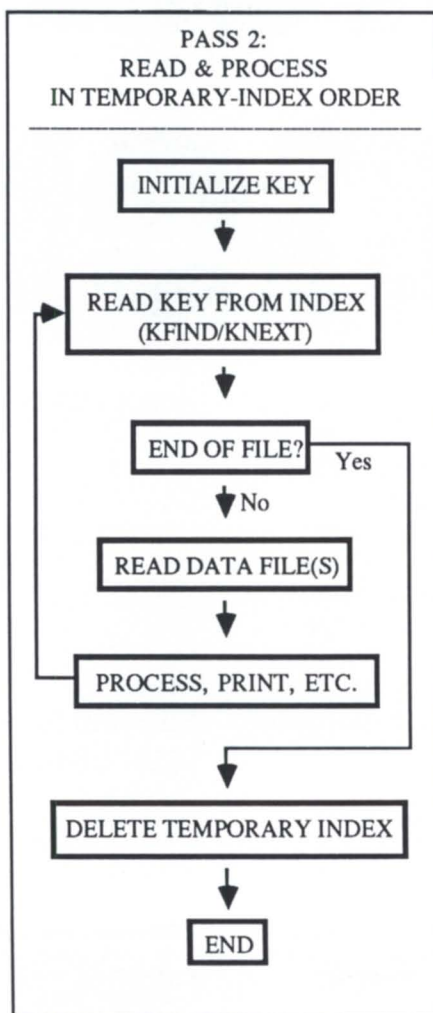 PASS 2:
READ & PROCESS
IN TEMPORARY-INDEX ORDER
INITIALIZE KEY
READ KEY FROM INDEX
(KFIND/KNEXT)
END OF FILE?
Yes
No
READ DATA FILE(S)
PROCESS, PRINT, ETC.
DELETE TEMPORARY INDEX
END